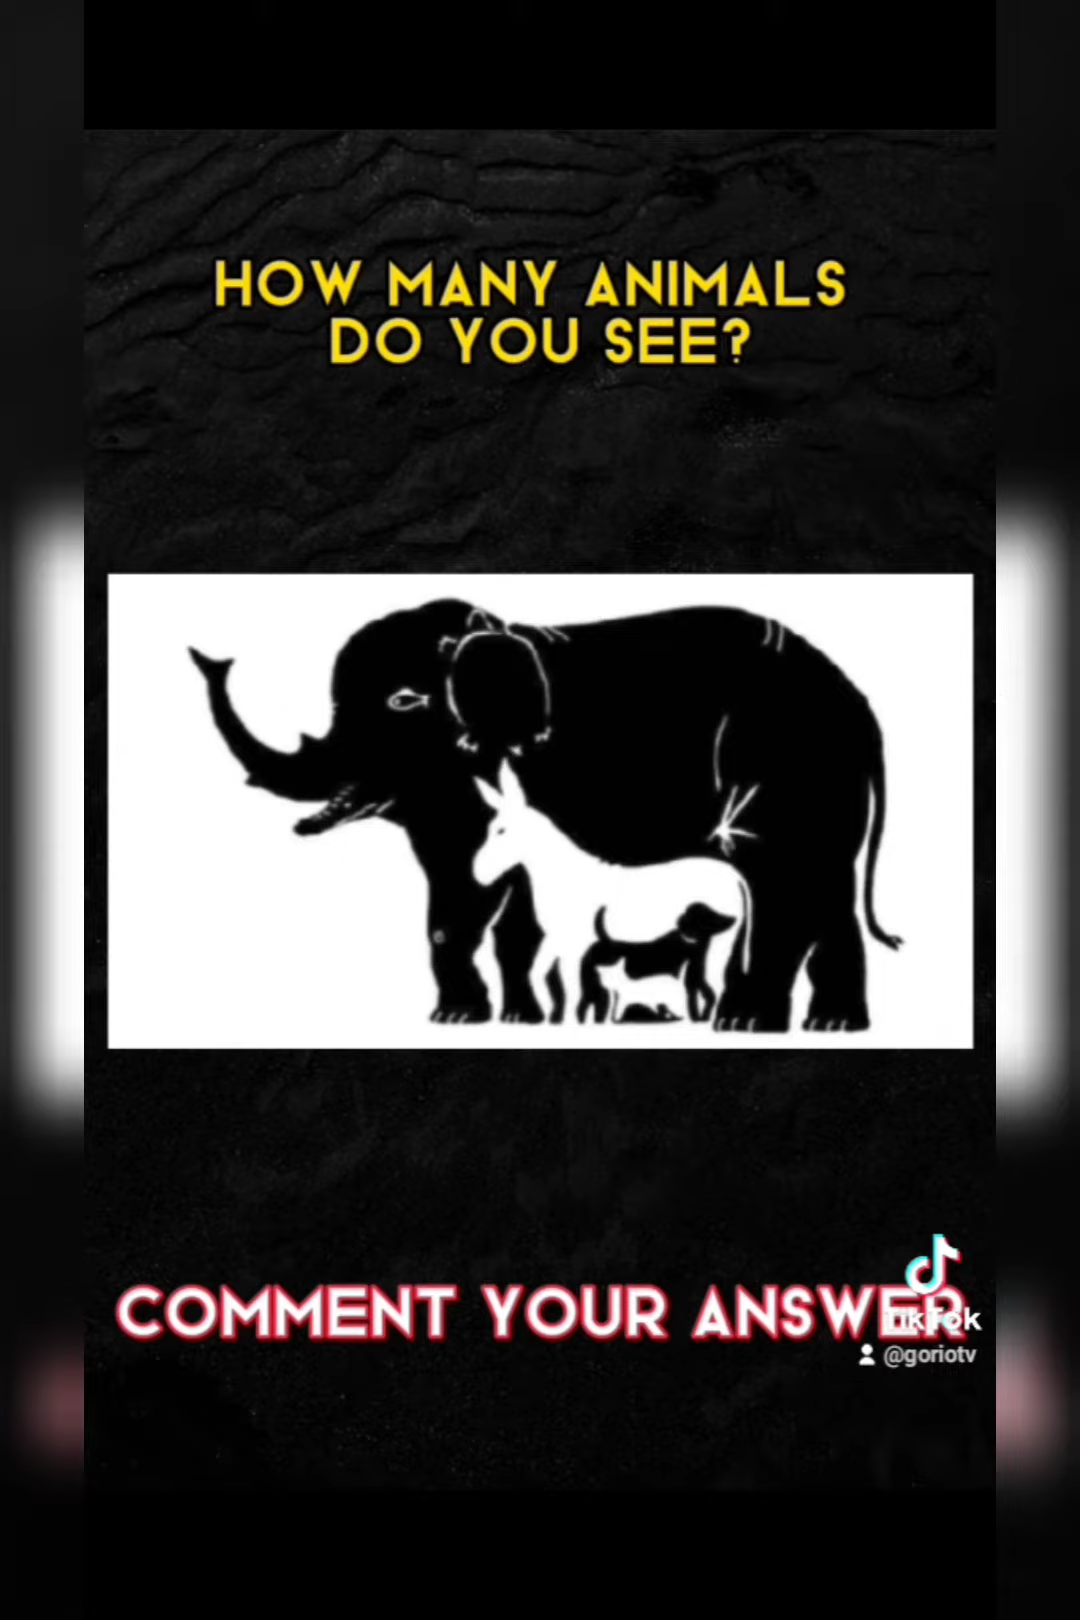 HOW MANY ANIMALS
DO YOU SEE?
COMMENT YOUR ANSWER
TikTok
@goriotv